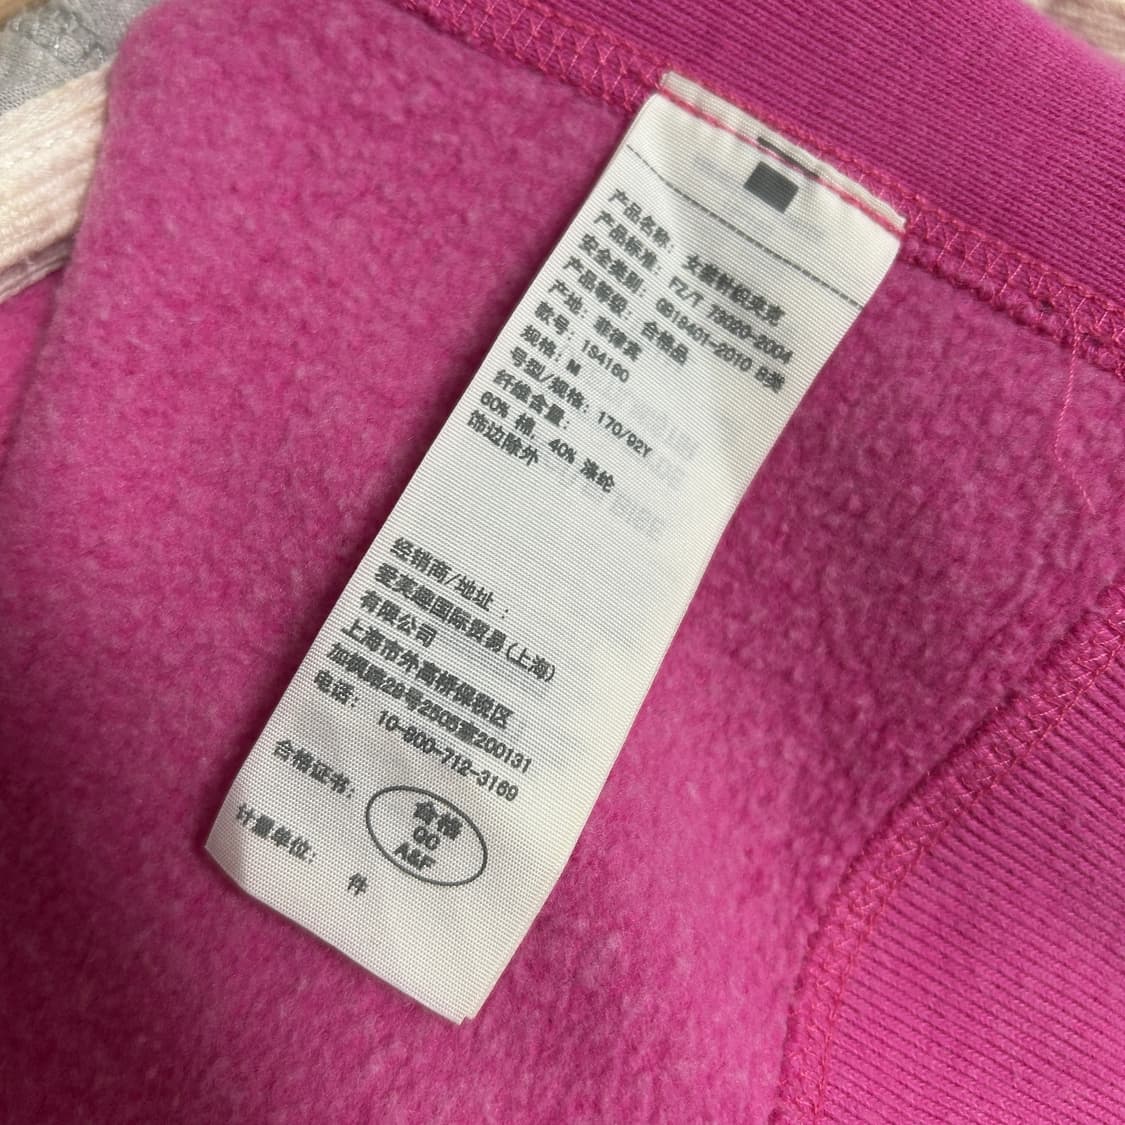 产品名称: 女装针织夹克
产品标准: FZ/T 73020-2004
安全类别: GB18401-2010 B类
产品等级: 合格品
产地: 菲律宾
款号: 1S4160
规格: M
号型/规格: 170/92Y
纤维含量:
60% 棉, 40% 涤纶
饰边除外
经销商/地址 :
爱芙趣国际贸易(上海)
有限公司
上海市外高桥保税区
加枫路28号2505室200131
电话: 10-800-712-3169
合格证书:
合格
QC
A&F
计量单位:
件